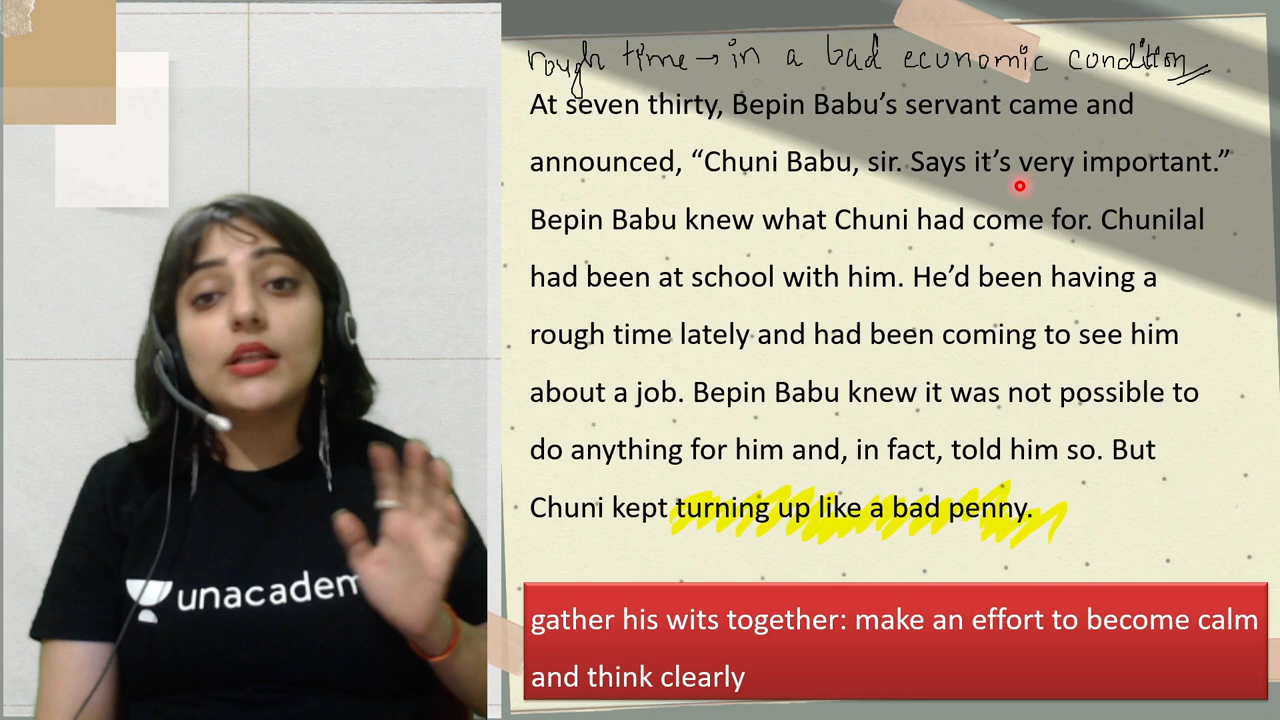 rough time → in a bad economic condition
At seven thirty, Bepin Babu’s servant came and
announced, “Chuni Babu, sir. Says it’s very important.”
Bepin Babu knew what Chuni had come for. Chunilal
had been at school with him. He’d been having a
rough time lately and had been coming to see him
about a job. Bepin Babu knew it was not possible to
do anything for him and, in fact, told him so. But
Chuni kept turning up like a bad penny.
gather his wits together: make an effort to become calm
and think clearly
unacadem